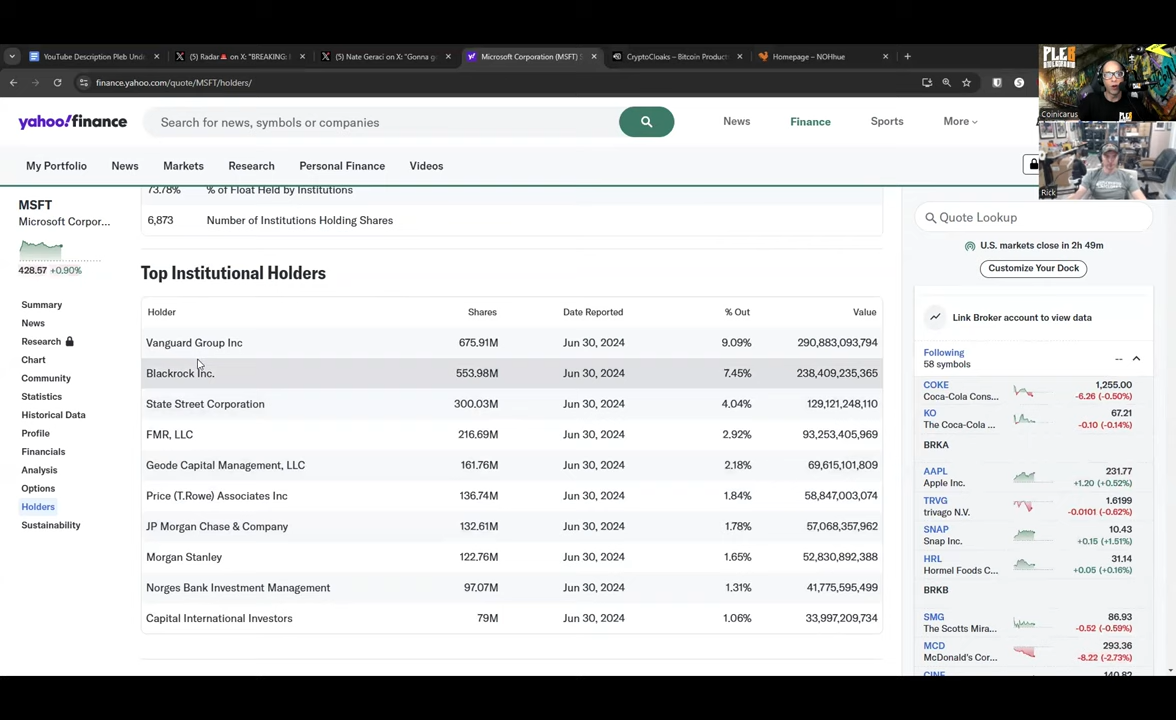 YouTube Description Pleb Und
(5) Radar on X: "BREAKING: I
(5) Nate Geraci on X: "Gonna g
Microsoft Corporation (MSFT) S
CryptoCloaks – Bitcoin Product
Homepage – NOHhue
finance.yahoo.com/quote/MSFT/holders/
S
Coinicarus
Rick
yahoo!finance
Search for news, symbols or companies
News
Finance
Sports
More
My Portfolio
News
Markets
Research
Personal Finance
Videos
MSFT
Microsoft Corpor...
428.57 +0.90%
Summary
News
Research
Chart
Community
Statistics
Historical Data
Profile
Financials
Analysis
Options
Holders
Sustainability
73.78% % of Float Held by Institutions
6,873 Number of Institutions Holding Shares
Top Institutional Holders
Holder Shares Date Reported % Out Value
Vanguard Group Inc 675.91M Jun 30, 2024 9.09% 290,883,093,794
Blackrock Inc. 553.98M Jun 30, 2024 7.45% 238,409,235,365
State Street Corporation 300.03M Jun 30, 2024 4.04% 129,121,248,110
FMR, LLC 216.69M Jun 30, 2024 2.92% 93,253,405,969
Geode Capital Management, LLC 161.76M Jun 30, 2024 2.18% 69,615,101,809
Price (T.Rowe) Associates Inc 136.74M Jun 30, 2024 1.84% 58,847,003,074
JP Morgan Chase & Company 132.61M Jun 30, 2024 1.78% 57,068,357,962
Morgan Stanley 122.76M Jun 30, 2024 1.65% 52,830,892,388
Norges Bank Investment Management 97.07M Jun 30, 2024 1.31% 41,775,595,499
Capital International Investors 79M Jun 30, 2024 1.06% 33,997,209,734
Quote Lookup
U.S. markets close in 2h 49m
Customize Your Dock
Link Broker account to view data
Following --
58 symbols
COKE 1,255.00
Coca-Cola Cons... -6.26 (-0.50%)
KO 67.21
The Coca-Cola ... -0.10 (-0.14%)
BRKA
AAPL 231.77
Apple Inc. +1.20 (+0.52%)
TRVG 1.6199
trivago N.V. -0.0101 (-0.62%)
SNAP 10.43
Snap Inc. +0.15 (+1.51%)
HRL 31.14
Hormel Foods C... +0.05 (+0.16%)
BRKB
SMG 86.93
The Scotts Mira... -0.52 (-0.59%)
MCD 293.36
McDonald's Cor... -8.22 (-2.73%)